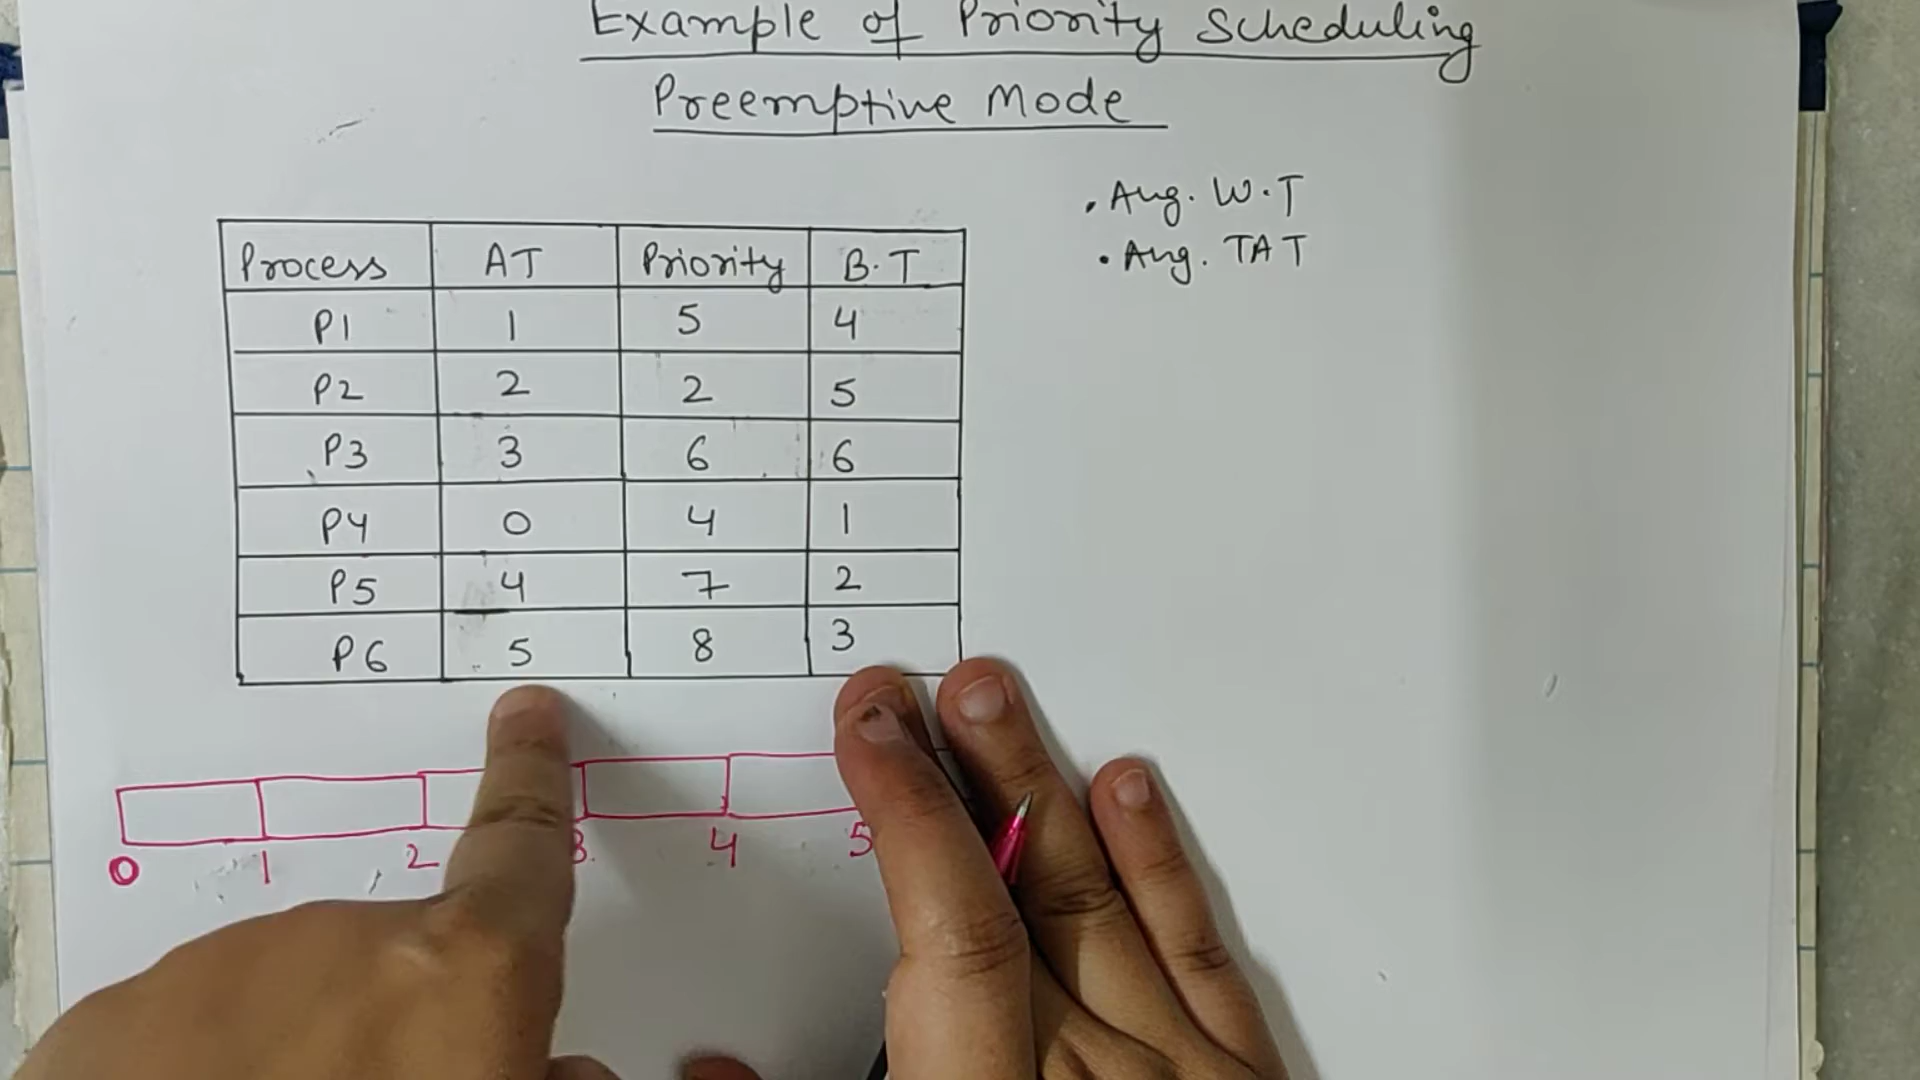 Example of Priority Scheduling
Preemptive Mode
. Avg. W.T
. Avg. TAT
Process AT Priority B.T
P1 1 5 4
P2 2 2 5
P3 3 6 6
P4 0 4 1
P5 4 7 2
P6 5 8 3
0 1 2 3 4 5